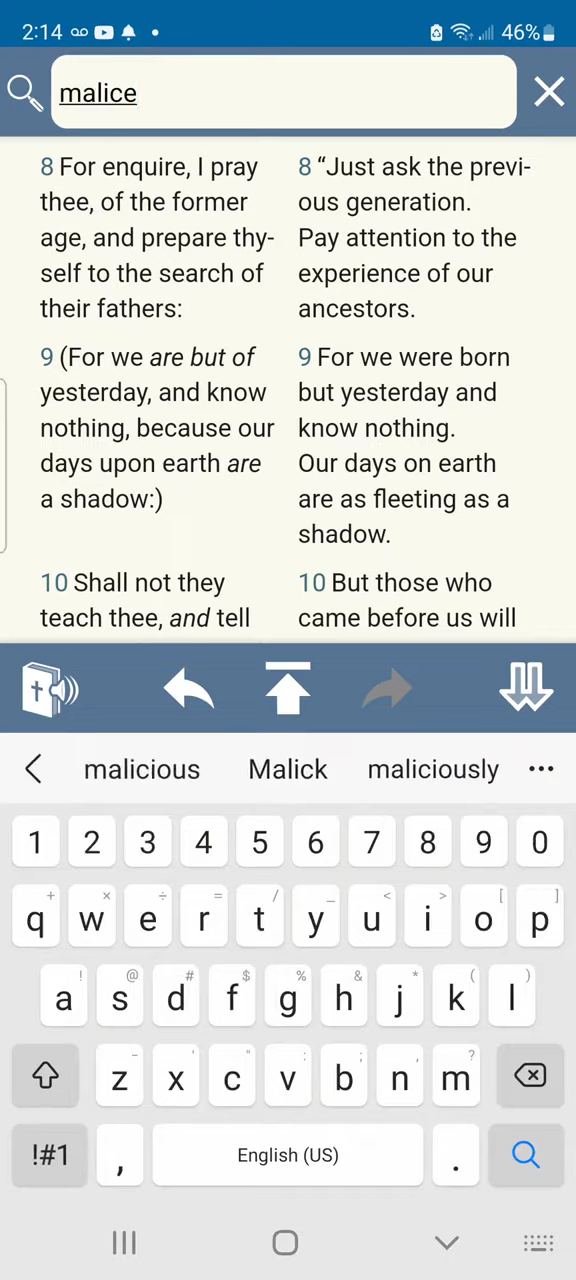 2:14 46%
malice
8 For enquire, I pray
thee, of the former
age, and prepare thy-
self to the search of
their fathers:
9 (For we are but of
yesterday, and know
nothing, because our
days upon earth are
a shadow:)
10 Shall not they
teach thee, and tell
8 “Just ask the previ-
ous generation.
Pay attention to the
experience of our
ancestors.
9 For we were born
but yesterday and
know nothing.
Our days on earth
are as fleeting as a
shadow.
10 But those who
came before us will
malicious Malick maliciously ...
1 2 3 4 5 6 7 8 9 0
+ × ÷ = / _ < > [ ]
q w e r t y u i o p
! @ # $ % & * ( )
a s d f g h j k l
- ' " : ; , ?
z x c v b n m
!#1 , English (US) .